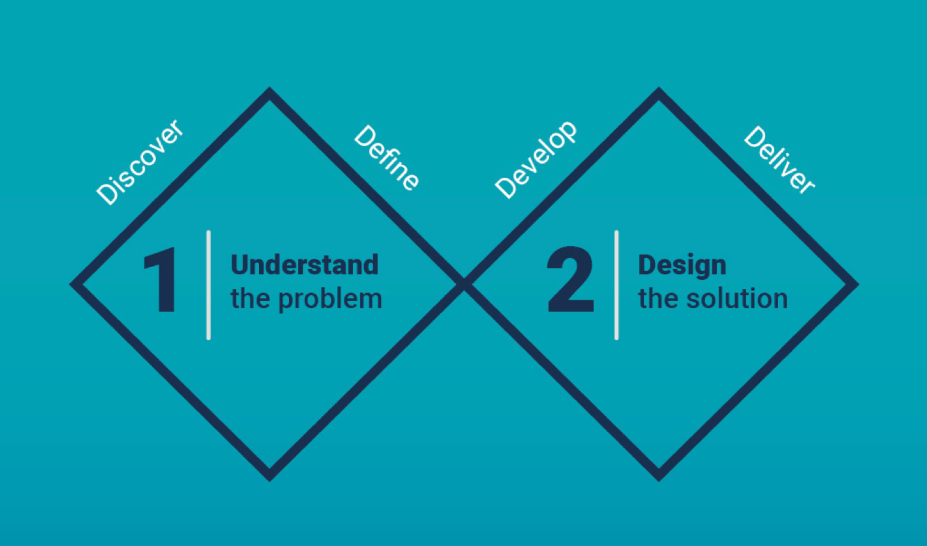 Discover
Define
Develop
Deliver
1
Understand
the problem
2
Design
the solution